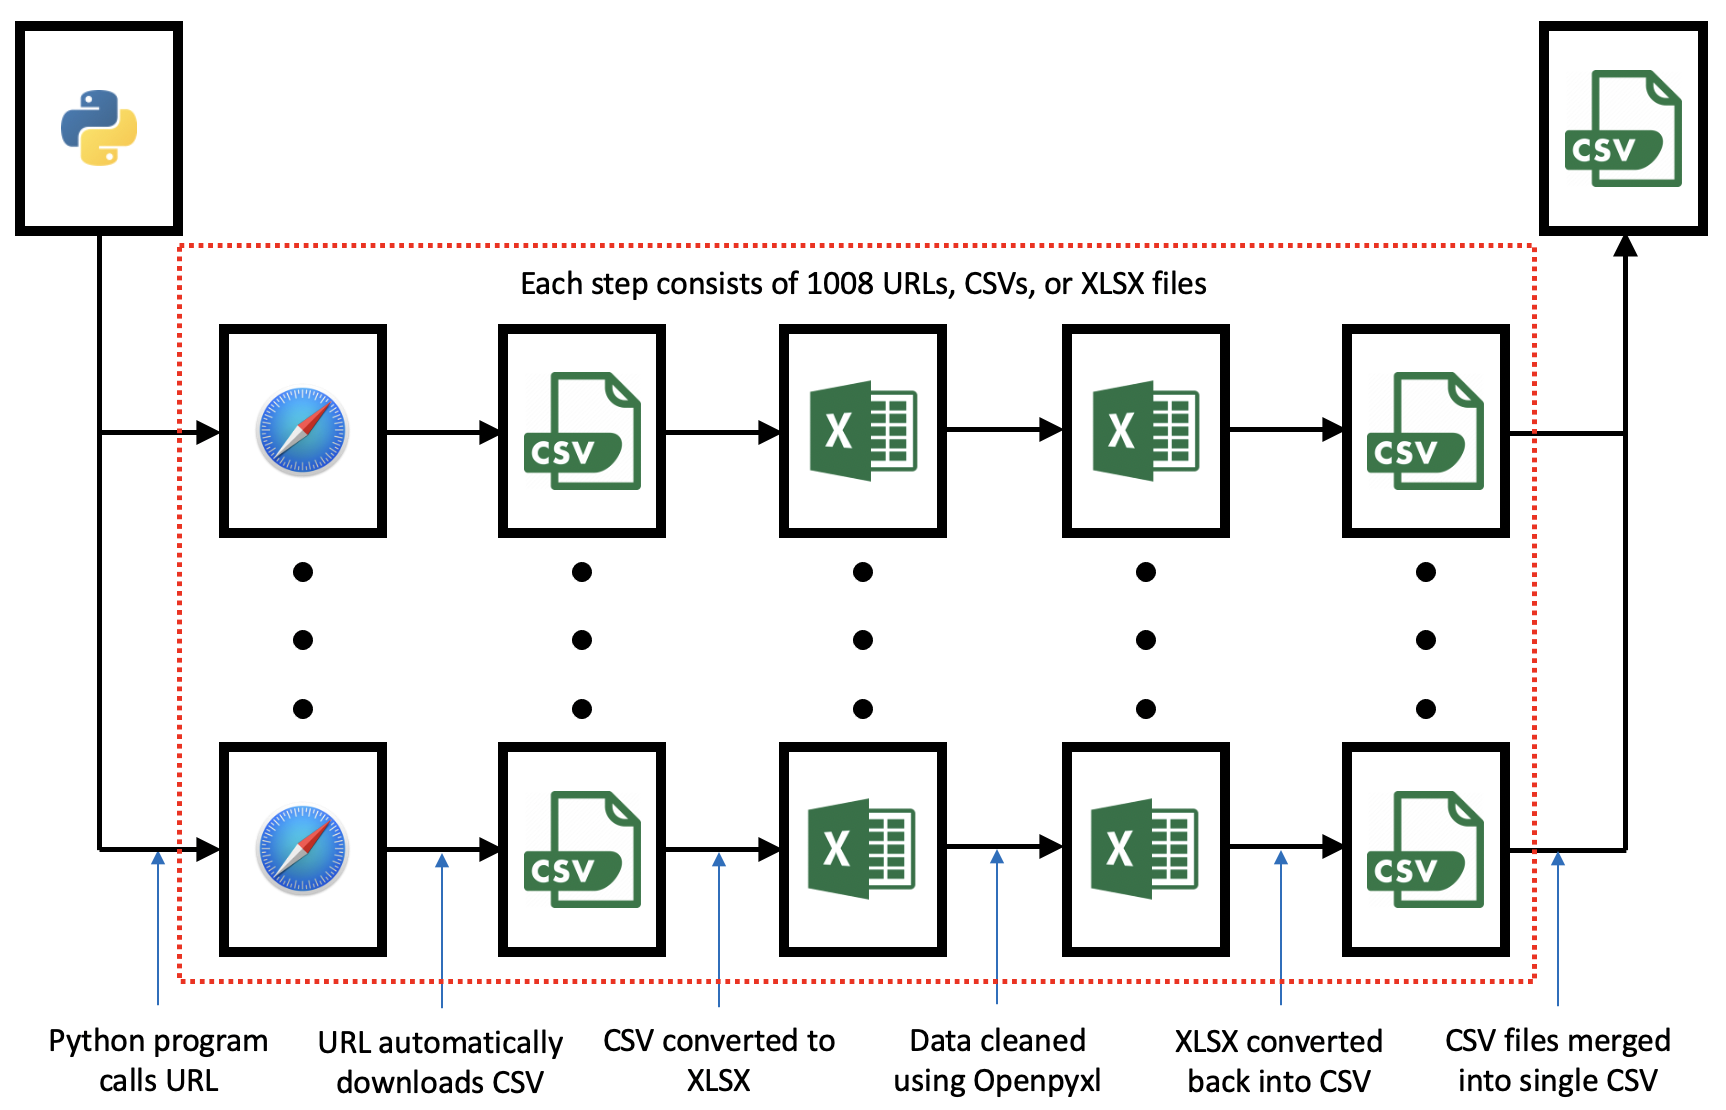 CSV
Each step consists of 1008 URLs, CSVs, or XLSX files
CSV
X
X
CSV
CSV
X
X
CSV
Python program
calls URL
URL automatically
downloads CSV
CSV converted to
XLSX
Data cleaned
using Openpyxl
XLSX converted
back into CSV
CSV files merged
into single CSV